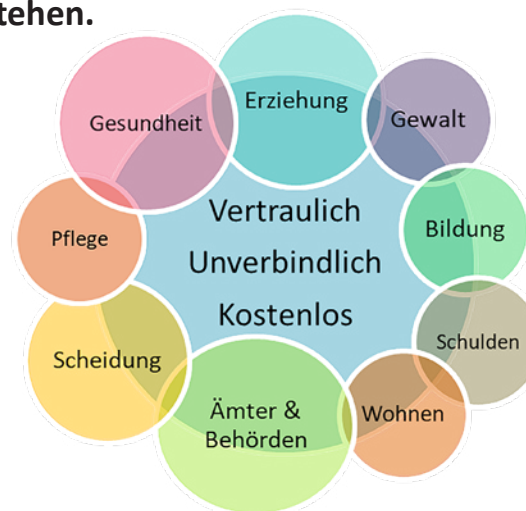 tehen.
Gesundheit
Erziehung
Gewalt
Pflege
Vertraulich
Unverbindlich
Kostenlos
Bildung
Scheidung
Schulden
Ämter &
Behörden
Wohnen